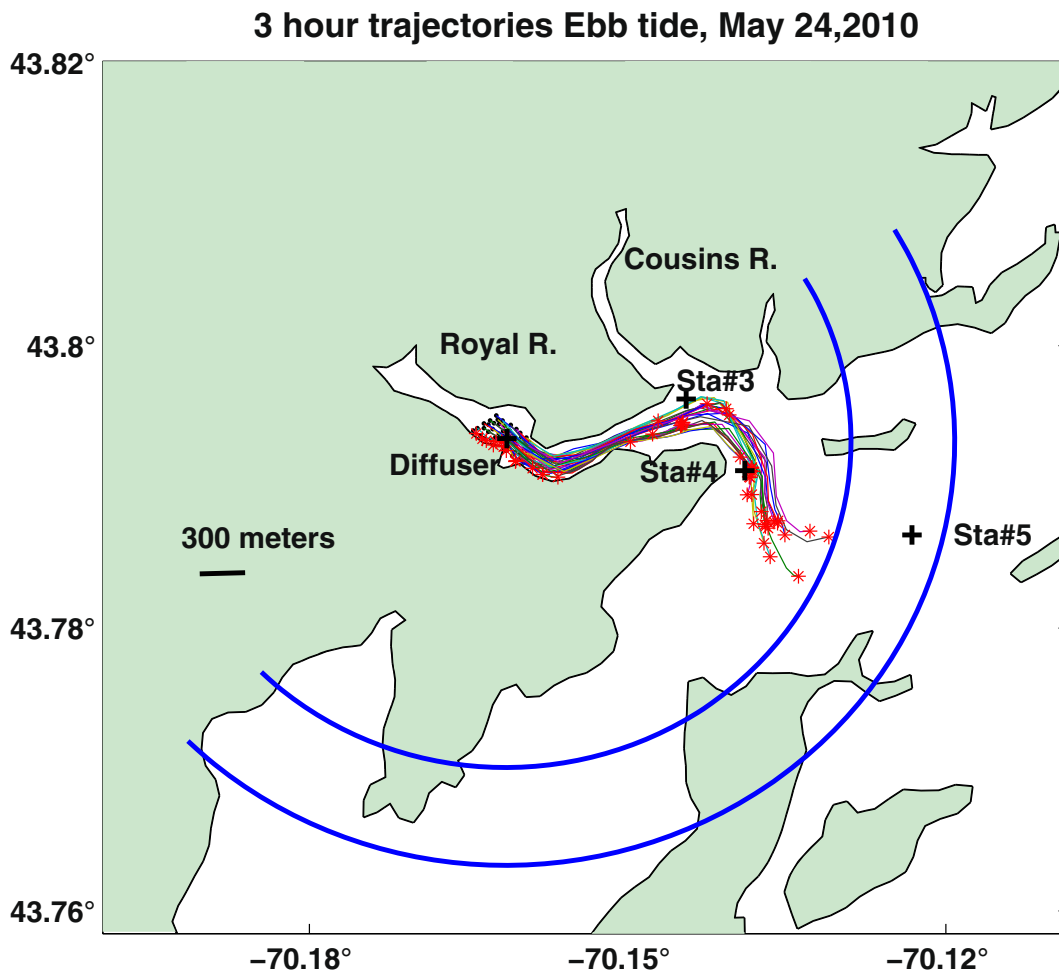 3 hour trajectories Ebb tide, May 24,2010
43.82°
Cousins R.
43.8°
Royal R.
Sta#3
Diffuser
Sta#4
300 meters
Sta#5
43.78°
43.76°
−70.18°
−70.15°
−70.12°